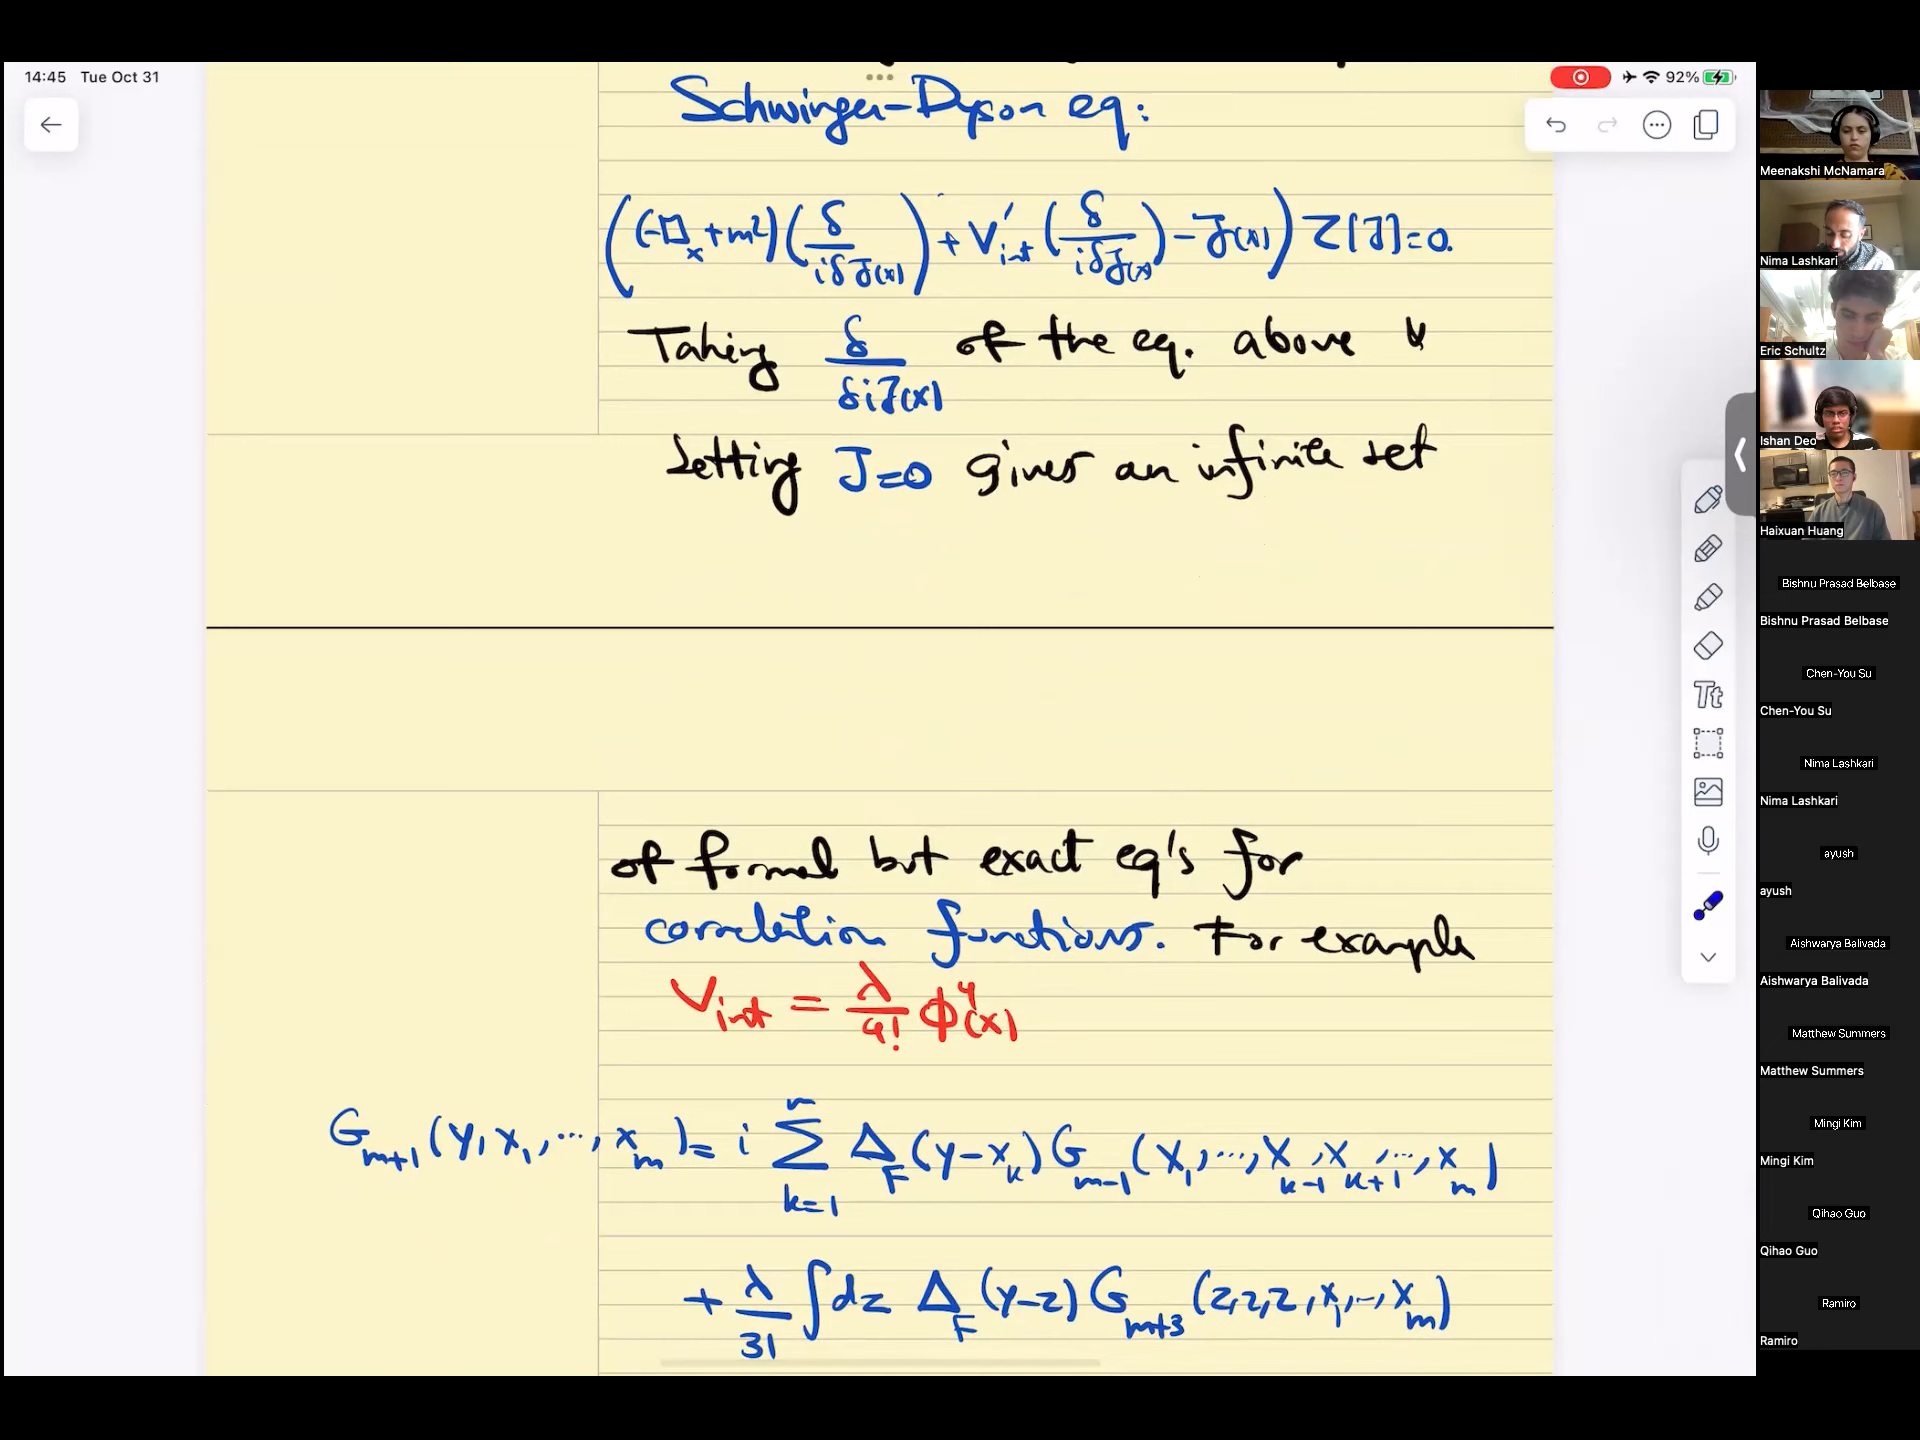 14:45 Tue Oct 31
92%
Schwinger-Dyson eq:
((-□_x + m²)(δ/iδJ(x)) + V'_int(δ/iδJ(x)) - J(x)) Z[J] = 0.
Taking δ/δiJ(x) of the eq. above &
Setting J=0 gives an infinite set
of formal but exact eq's for
correlation functions. For example
V_int = λ/4! φ⁴(x)
G_{m+1}(y, x_1, ..., x_m) = i Σ_{k=1}^{m} Δ_F(y-x_k) G_{m-1}(x_1, ..., x_{k-1}, x_{k+1}, ..., x_m)
+ λ/3! ∫dz Δ_F(y-z) G_{m+3}(z,z,z,x_1,..,x_m)
Tt
Meenakshi McNamara
Nima Lashkari
Eric Schultz
Ishan Deo
Haixuan Huang
Bishnu Prasad Belbase
Bishnu Prasad Belbase
Chen-You Su
Chen-You Su
Nima Lashkari
Nima Lashkari
ayush
ayush
Aishwarya Balivada
Aishwarya Balivada
Matthew Summers
Matthew Summers
Mingi Kim
Mingi Kim
Qihao Guo
Qihao Guo
Ramiro
Ramiro